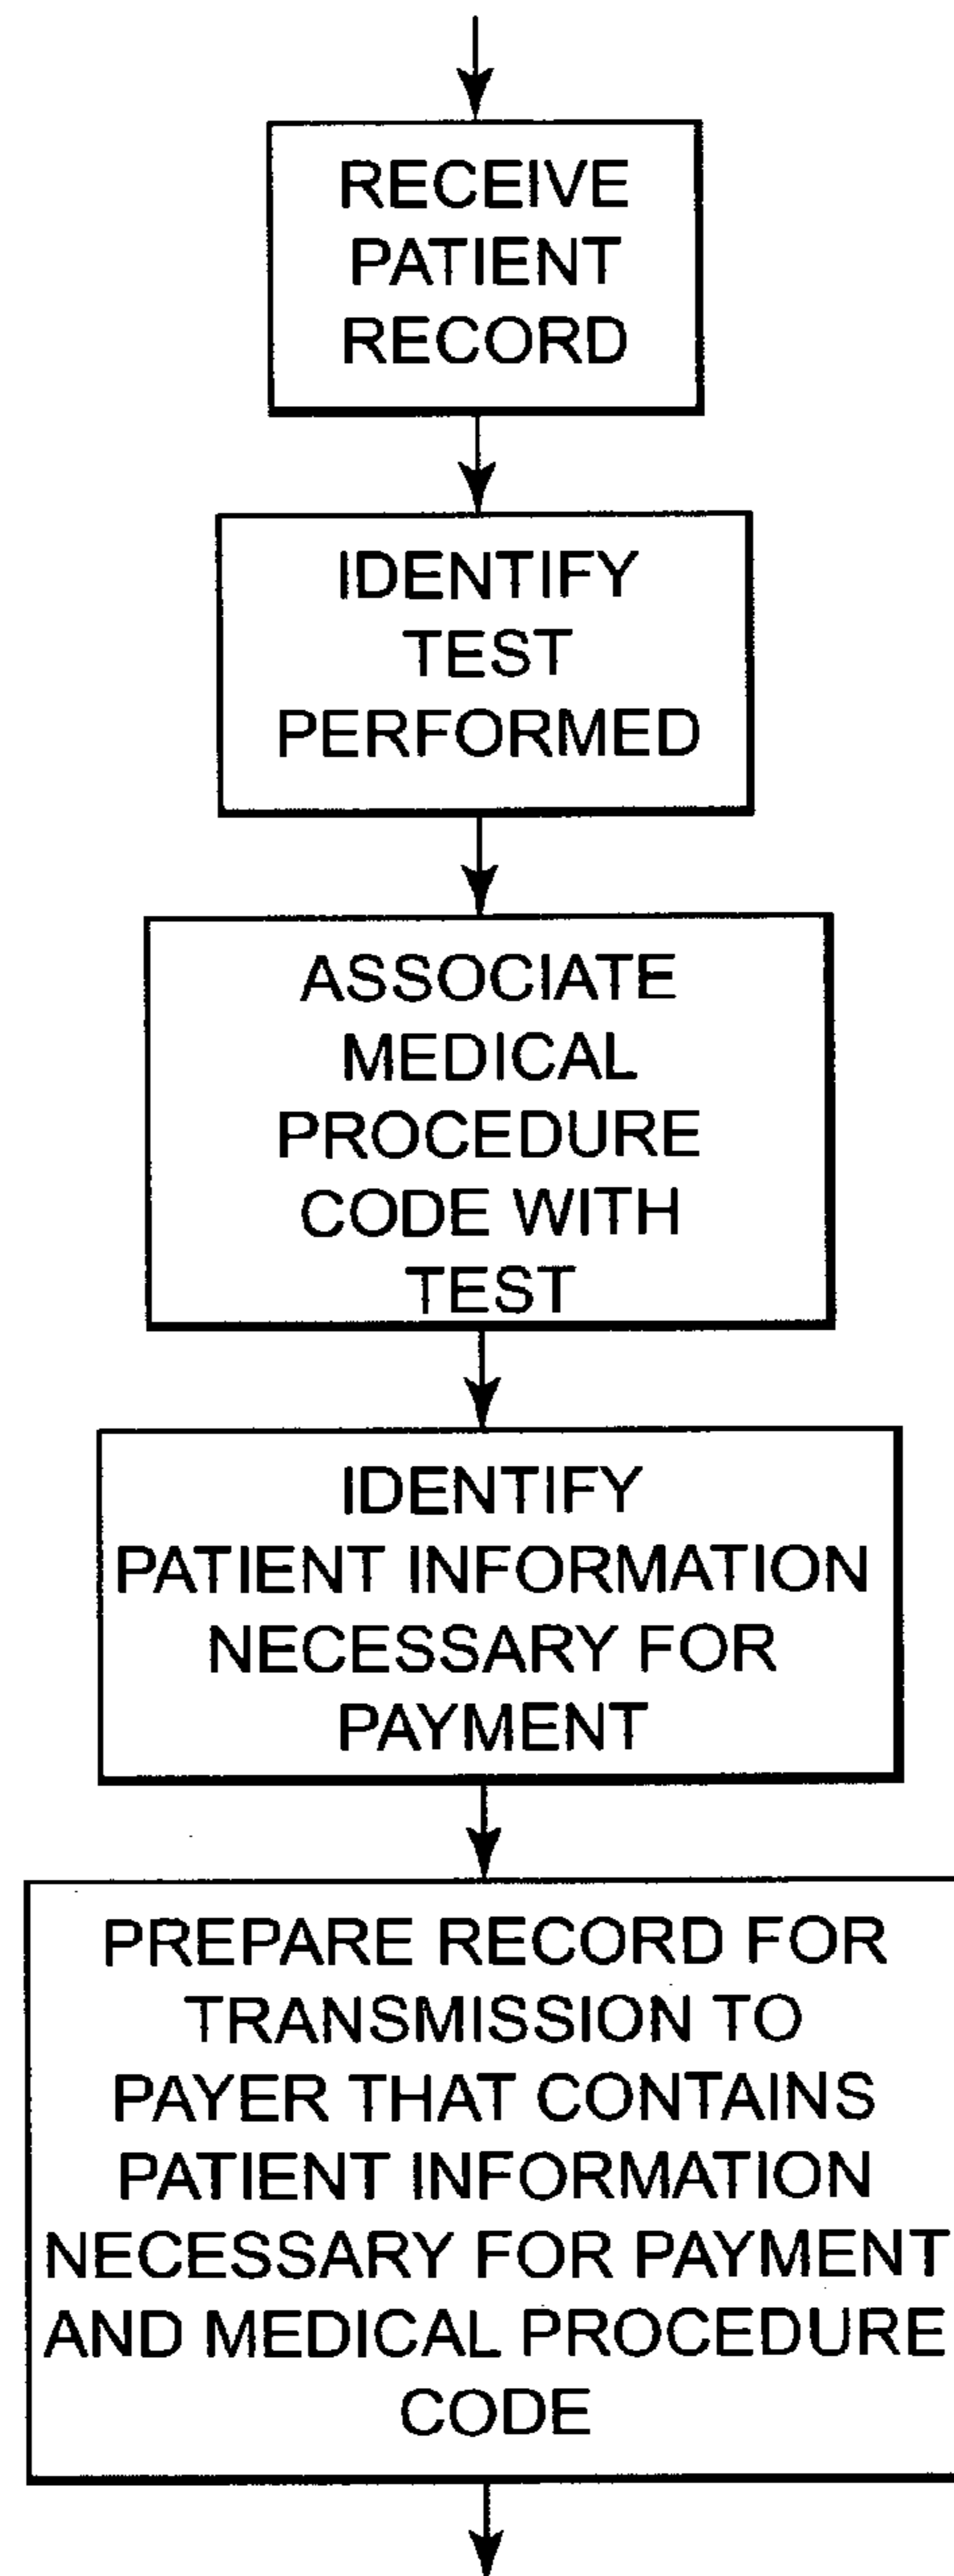 RECEIVE
PATIENT
RECORD
IDENTIFY
TEST
PERFORMED
ASSOCIATE
MEDICAL
PROCEDURE
CODE WITH
TEST
IDENTIFY
PATIENT INFORMATION
NECESSARY FOR
PAYMENT
PREPARE RECORD FOR
TRANSMISSION TO
PAYER THAT CONTAINS
PATIENT INFORMATION
NECESSARY FOR PAYMENT
AND MEDICAL PROCEDURE
CODE